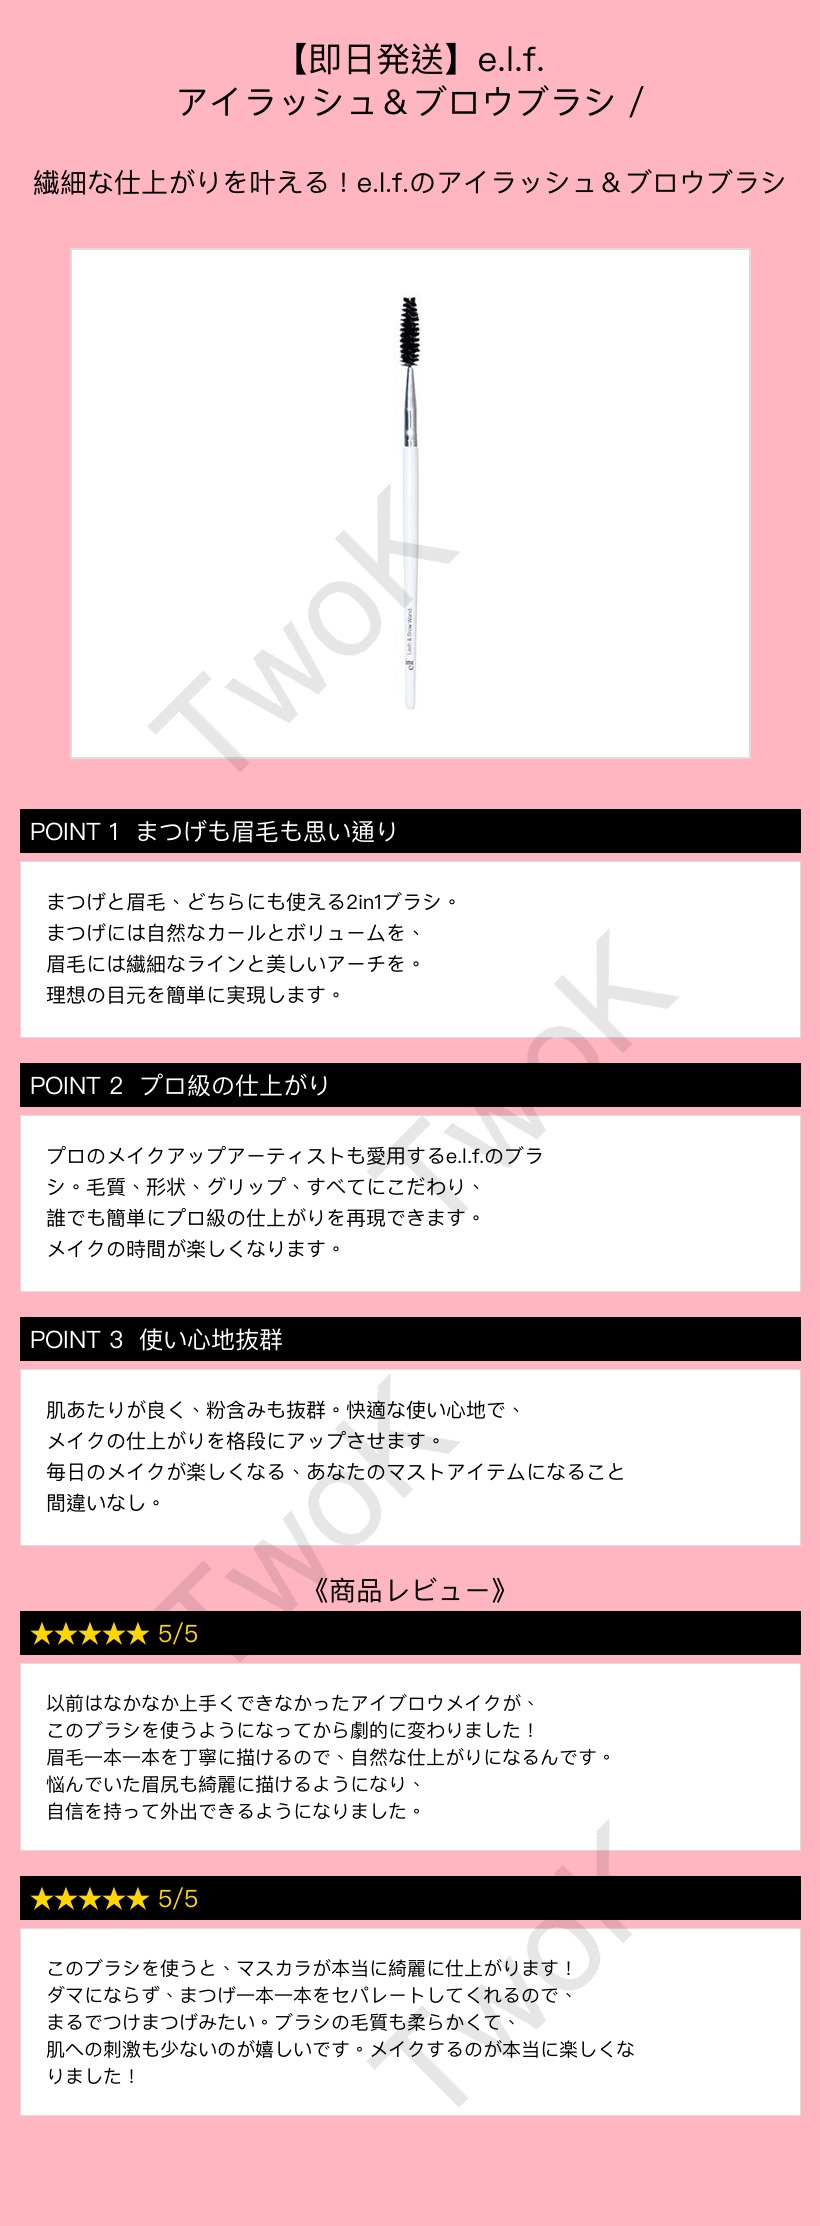 【即日発送】e.l.f.
アイラッシュ＆ブロウブラシ /
繊細な仕上がりを叶える！e.l.f.のアイラッシュ＆ブロウブラシ
Lash & Brow Wand
elf
TwoK
POINT 1 まつげも眉毛も思い通り
まつげと眉毛、どちらにも使える2in1ブラシ。
まつげには自然なカールとボリュームを、
眉毛には繊細なラインと美しいアーチを。
理想の目元を簡単に実現します。
TwoK
POINT 2 プロ級の仕上がり
プロのメイクアップアーティストも愛用するe.l.f.のブラ
シ。毛質、形状、グリップ、すべてにこだわり、
誰でも簡単にプロ級の仕上がりを再現できます。
メイクの時間が楽しくなります。
POINT 3 使い心地抜群
肌あたりが良く、粉含みも抜群。快適な使い心地で、
メイクの仕上がりを格段にアップさせます。
毎日のメイクが楽しくなる、あなたのマストアイテムになること
間違いなし。
TwoK
《商品レビュー》
★★★★★ 5/5
以前はなかなか上手くできなかったアイブロウメイクが、
このブラシを使うようになってから劇的に変わりました！
眉毛一本一本を丁寧に描けるので、自然な仕上がりになるんです。
悩んでいた眉尻も綺麗に描けるようになり、
自信を持って外出できるようになりました。
★★★★★ 5/5
このブラシを使うと、マスカラが本当に綺麗に仕上がります！
ダマにならず、まつげ一本一本をセパレートしてくれるので、
まるでつけまつげみたい。ブラシの毛質も柔らかくて、
肌への刺激も少ないのが嬉しいです。メイクするのが本当に楽しくな
りました！
TwoK